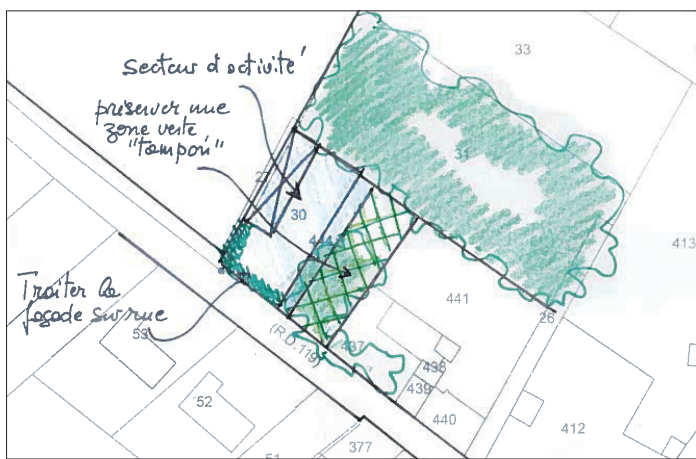 Secteur d'activité
préserver une
zone verte
"tampon"
Traiter la
façade sur rue
33
31
27
30
413
441
26
(R.D.119)
437
438
439
440
53
52
51
377
412